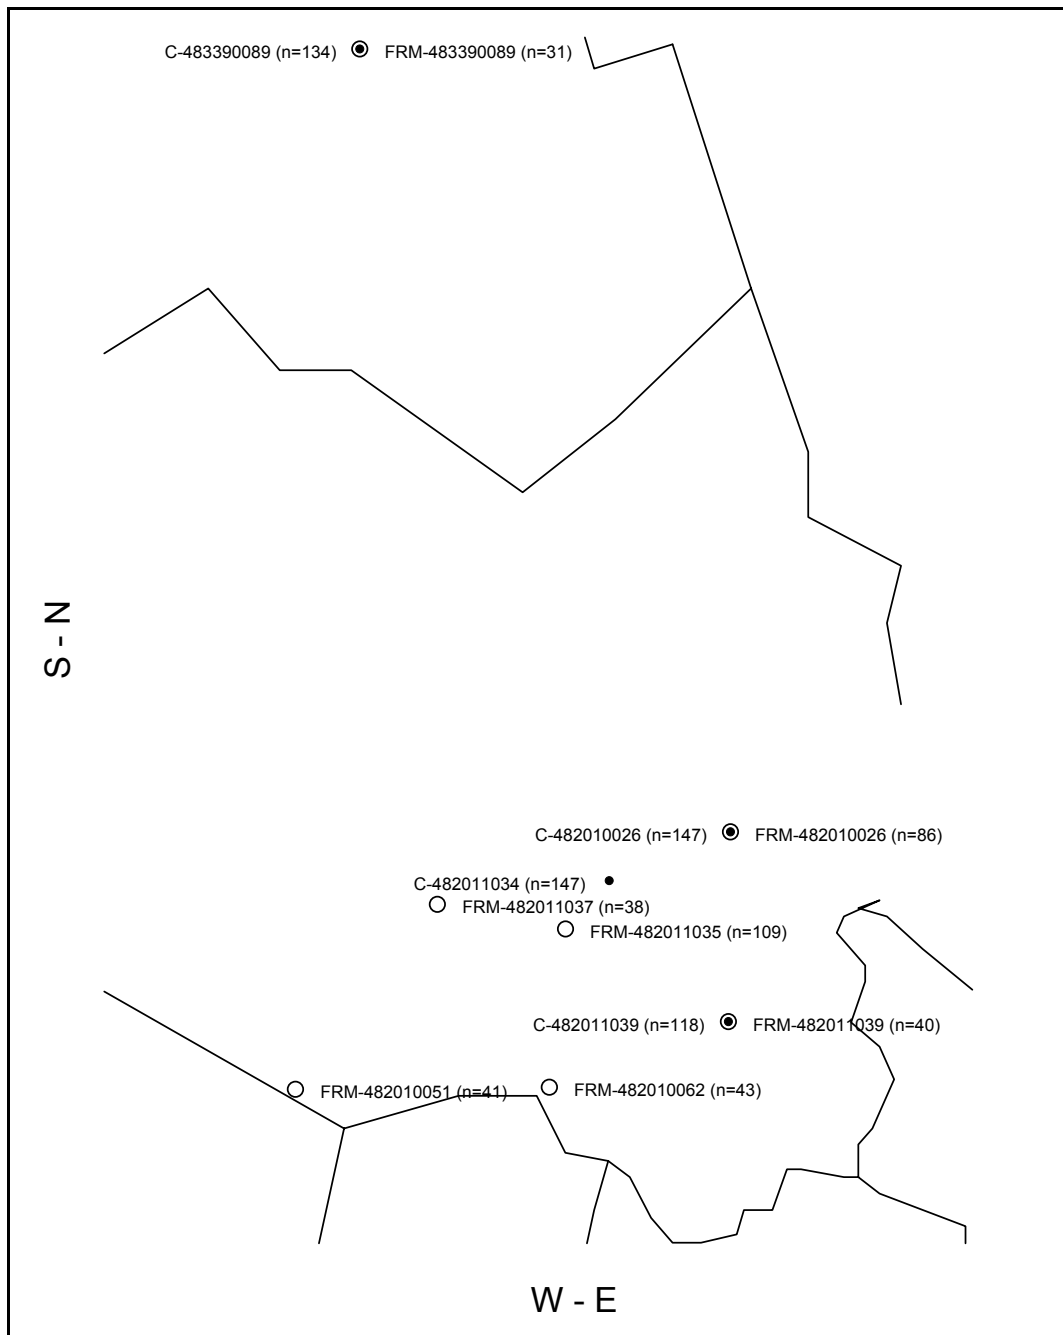 C-483390089 (n=134) FRM-483390089 (n=31)
S - N
C-482010026 (n=147) FRM-482010026 (n=86)
C-482011034 (n=147)
FRM-482011037 (n=38)
FRM-482011035 (n=109)
C-482011039 (n=118) FRM-482011039 (n=40)
FRM-482010051 (n=41) FRM-482010062 (n=43)
W - E